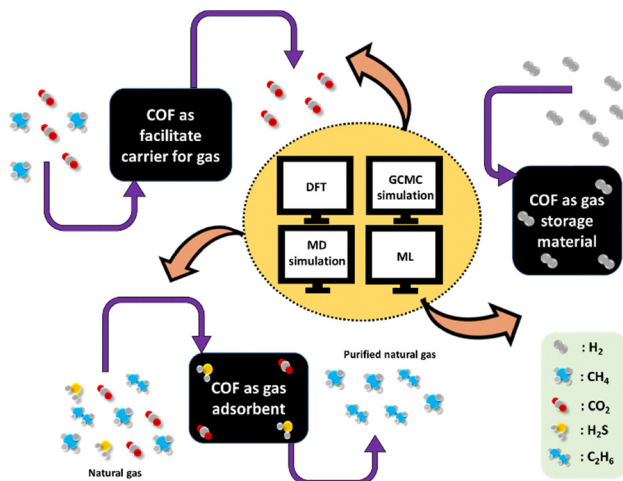 COF as
facilitate
carrier for gas
DFT
GCMC
simulation
MD
simulation
ML
COF as gas
storage
material
COF as gas
adsorbent
Natural gas
Purified natural gas
: H₂
: CH₄
: CO₂
: H₂S
: C₂H₆